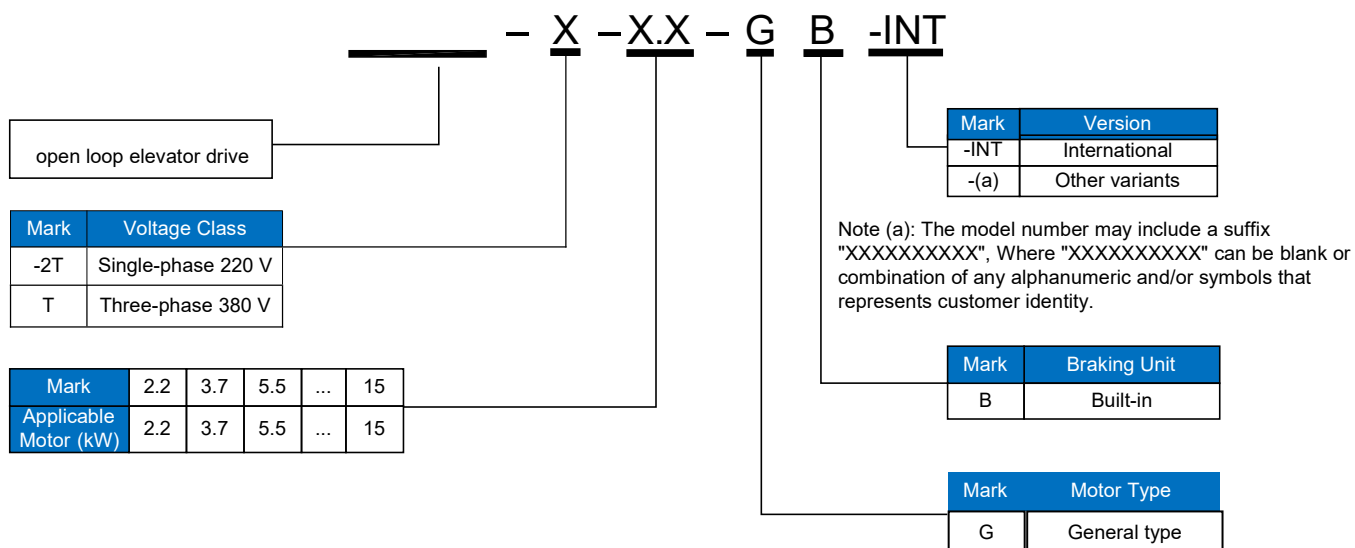 – X – X.X – G B -INT
open loop elevator drive
Mark Voltage Class
-2T Single-phase 220 V
T Three-phase 380 V
Mark 2.2 3.7 5.5 ... 15
Applicable
Motor (kW) 2.2 3.7 5.5 ... 15
Mark Version
-INT International
-(a) Other variants
Note (a): The model number may include a suffix
"XXXXXXXXXX", Where "XXXXXXXXXX" can be blank or
combination of any alphanumeric and/or symbols that
represents customer identity.
Mark Braking Unit
B Built-in
Mark Motor Type
G General type